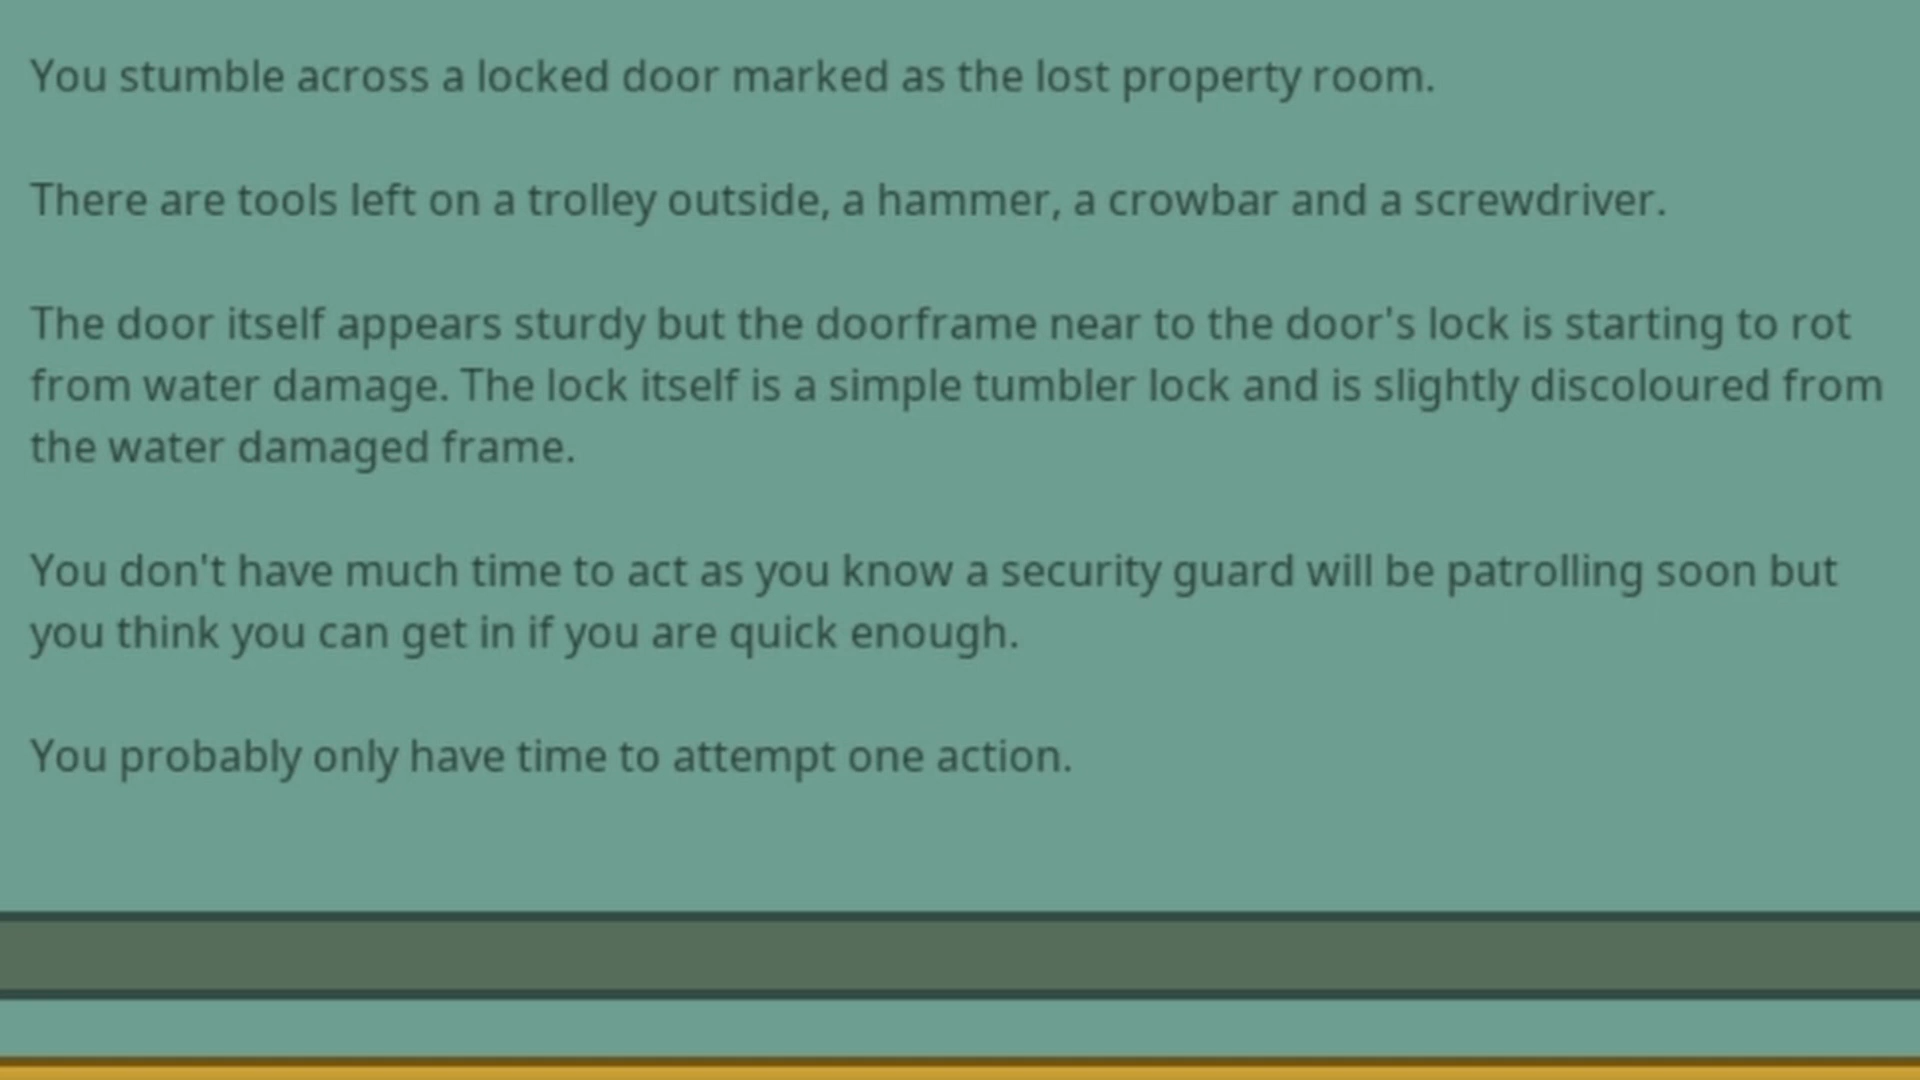 You stumble across a locked door marked as the lost property room.
There are tools left on a trolley outside, a hammer, a crowbar and a screwdriver.
The door itself appears sturdy but the doorframe near to the door's lock is starting to rot
from water damage. The lock itself is a simple tumbler lock and is slightly discoloured from
the water damaged frame.
You don't have much time to act as you know a security guard will be patrolling soon but
you think you can get in if you are quick enough.
You probably only have time to attempt one action.